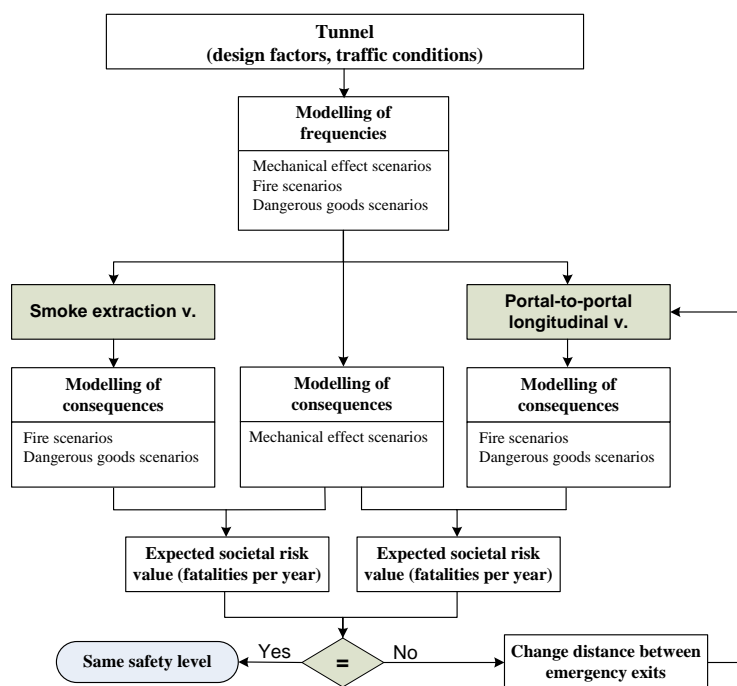 Tunnel
(design factors, traffic conditions)
Modelling of
frequencies
Mechanical effect scenarios
Fire scenarios
Dangerous goods scenarios
Smoke extraction v.
Portal-to-portal
longitudinal v.
Modelling of
consequences
Fire scenarios
Dangerous goods scenarios
Modelling of
consequences
Mechanical effect scenarios
Modelling of
consequences
Fire scenarios
Dangerous goods scenarios
Expected societal risk
value (fatalities per year)
Expected societal risk
value (fatalities per year)
Same safety level
Yes
=
No
Change distance between
emergency exits